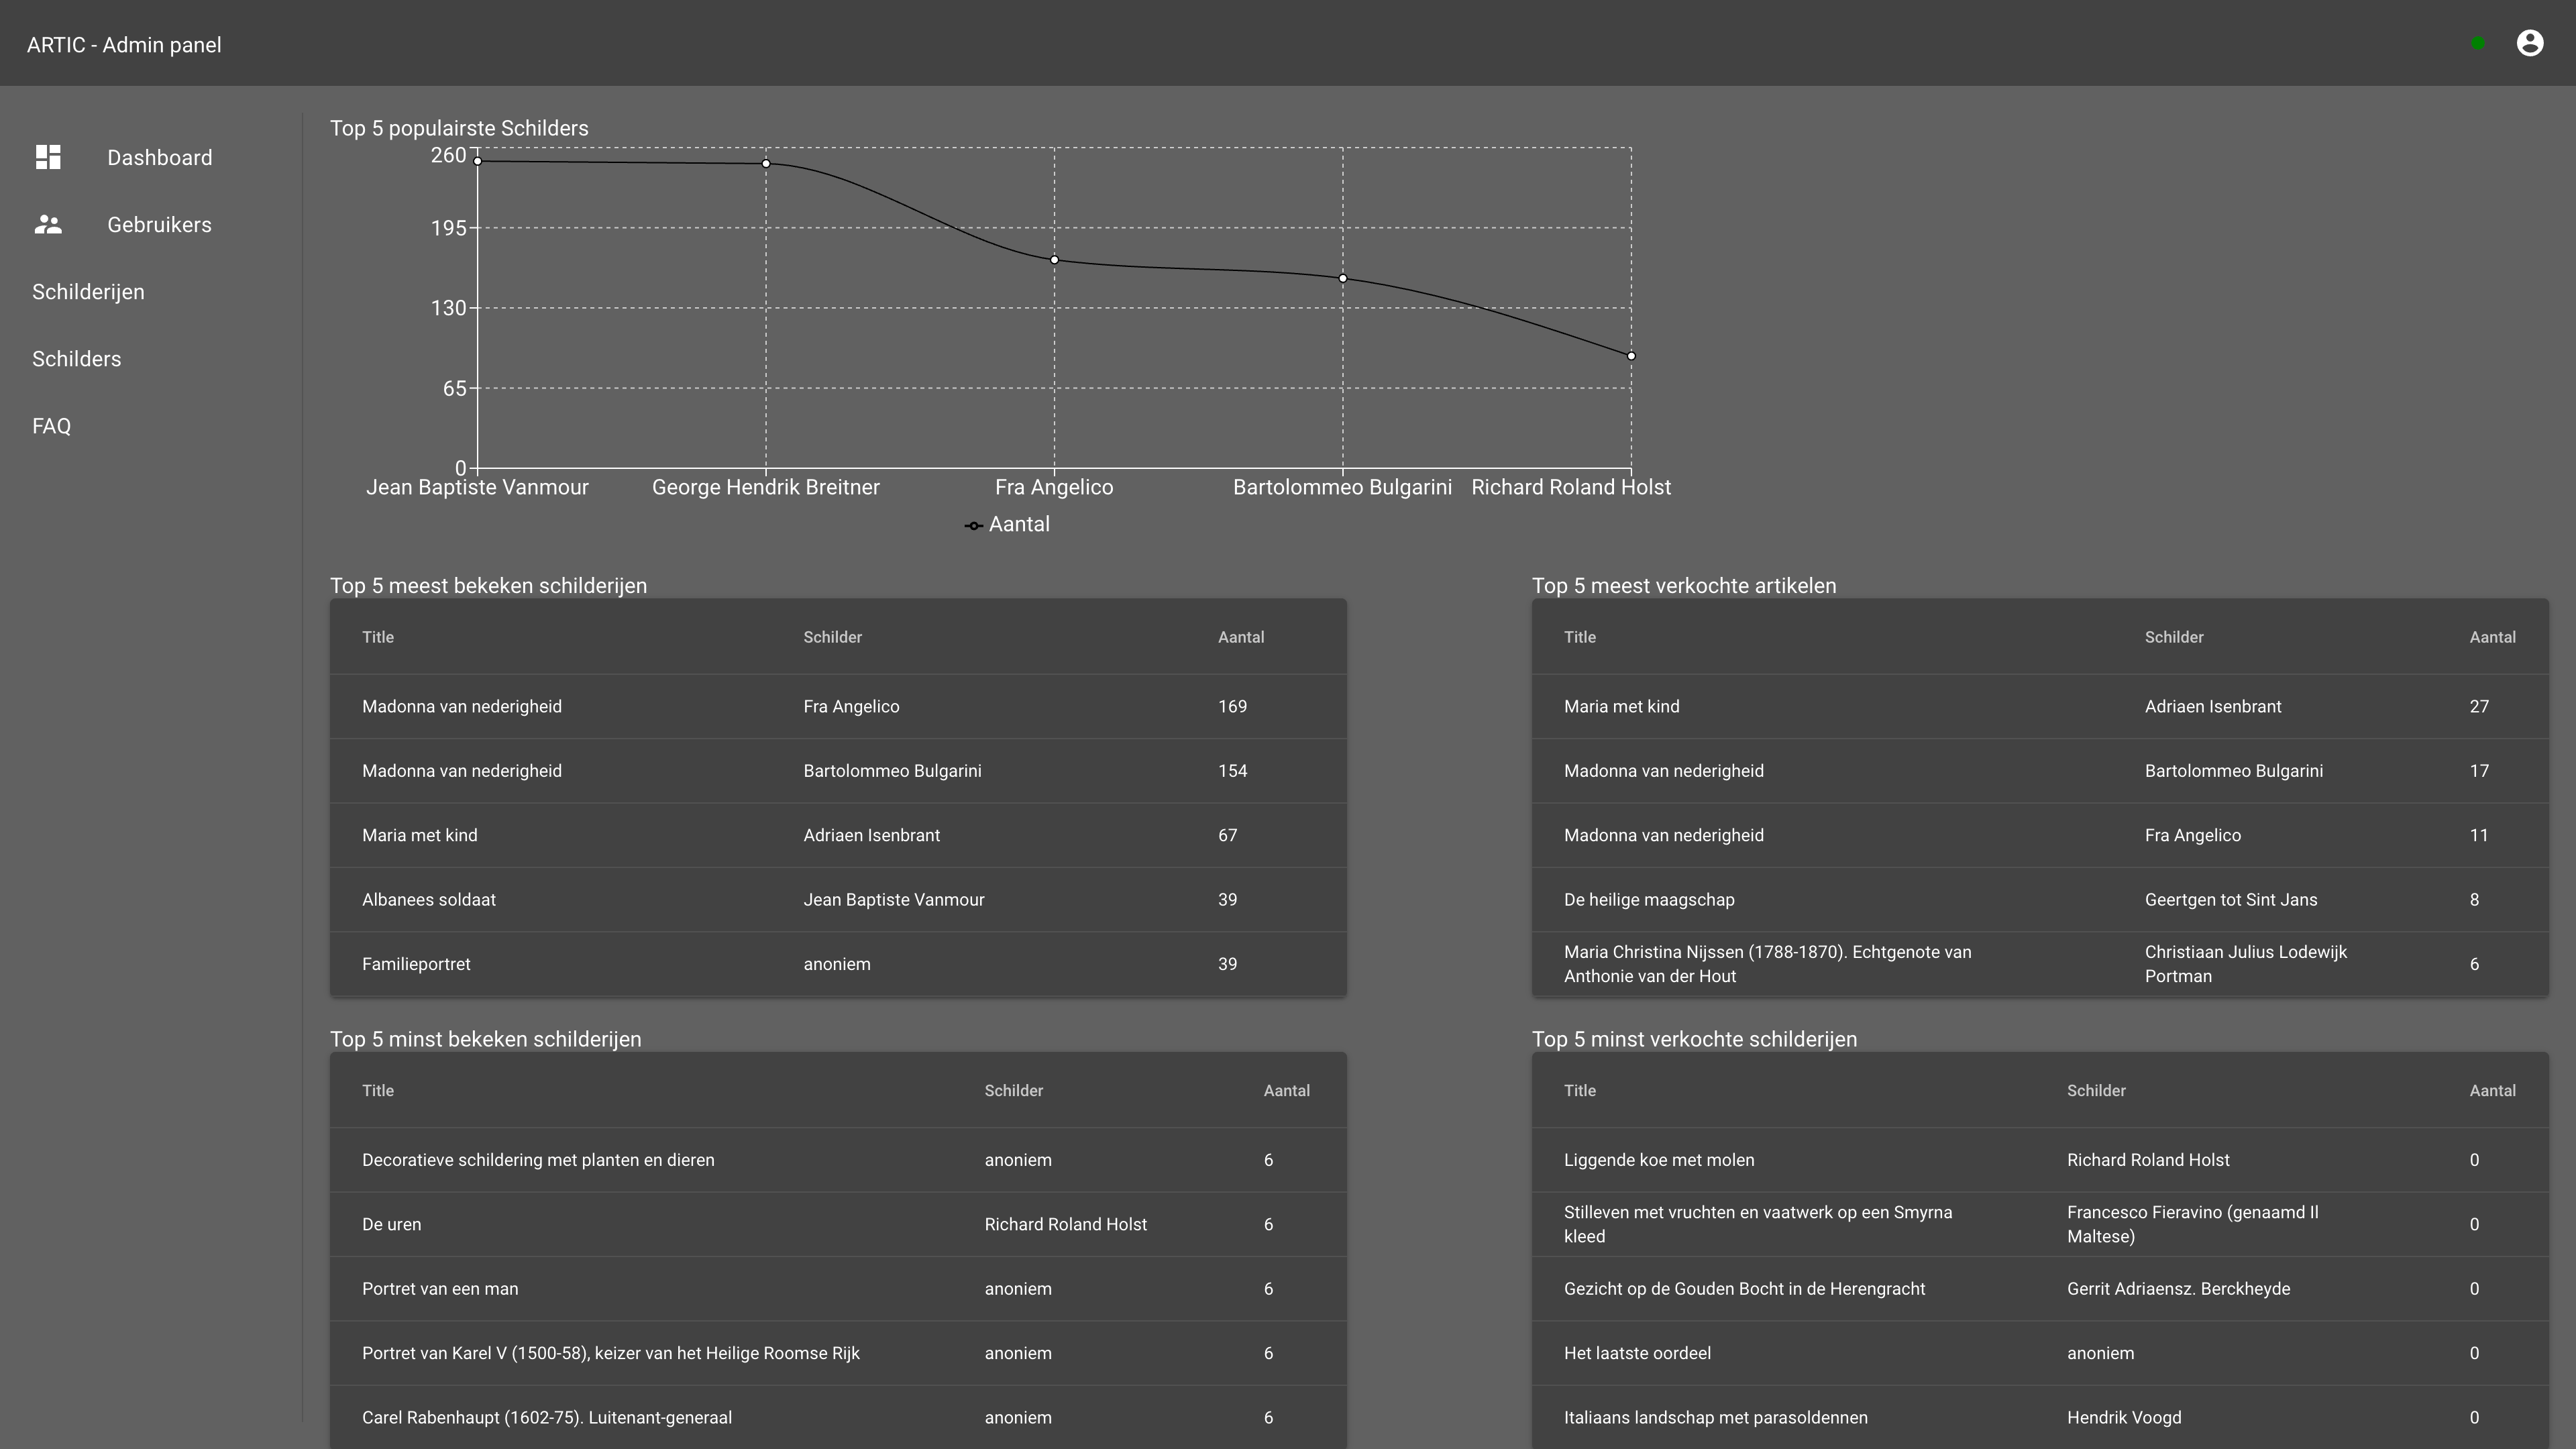 ARTIC - Admin panel
Dashboard
Gebruikers
Schilderijen
Schilders
FAQ
Top 5 populairste Schilders
260
195
130
65
0
Jean Baptiste Vanmour George Hendrik Breitner Fra Angelico Bartolommeo Bulgarini Richard Roland Holst
Aantal
Top 5 meest bekeken schilderijen
Title Schilder Aantal
Madonna van nederigheid Fra Angelico 169
Madonna van nederigheid Bartolommeo Bulgarini 154
Maria met kind Adriaen Isenbrant 67
Albanees soldaat Jean Baptiste Vanmour 39
Familieportret anoniem 39
Top 5 meest verkochte artikelen
Title Schilder Aantal
Maria met kind Adriaen Isenbrant 27
Madonna van nederigheid Bartolommeo Bulgarini 17
Madonna van nederigheid Fra Angelico 11
De heilige maagschap Geertgen tot Sint Jans 8
Maria Christina Nijssen (1788-1870). Echtgenote van Christiaan Julius Lodewijk
Anthonie van der Hout Portman 6
Top 5 minst bekeken schilderijen
Title Schilder Aantal
Decoratieve schildering met planten en dieren anoniem 6
De uren Richard Roland Holst 6
Portret van een man anoniem 6
Portret van Karel V (1500-58), keizer van het Heilige Roomse Rijk anoniem 6
Carel Rabenhaupt (1602-75). Luitenant-generaal anoniem 6
Top 5 minst verkochte schilderijen
Title Schilder Aantal
Liggende koe met molen Richard Roland Holst 0
Stilleven met vruchten en vaatwerk op een Smyrna Francesco Fieravino (genaamd Il
kleed Maltese) 0
Gezicht op de Gouden Bocht in de Herengracht Gerrit Adriaensz. Berckheyde 0
Het laatste oordeel anoniem 0
Italiaans landschap met parasoldennen Hendrik Voogd 0